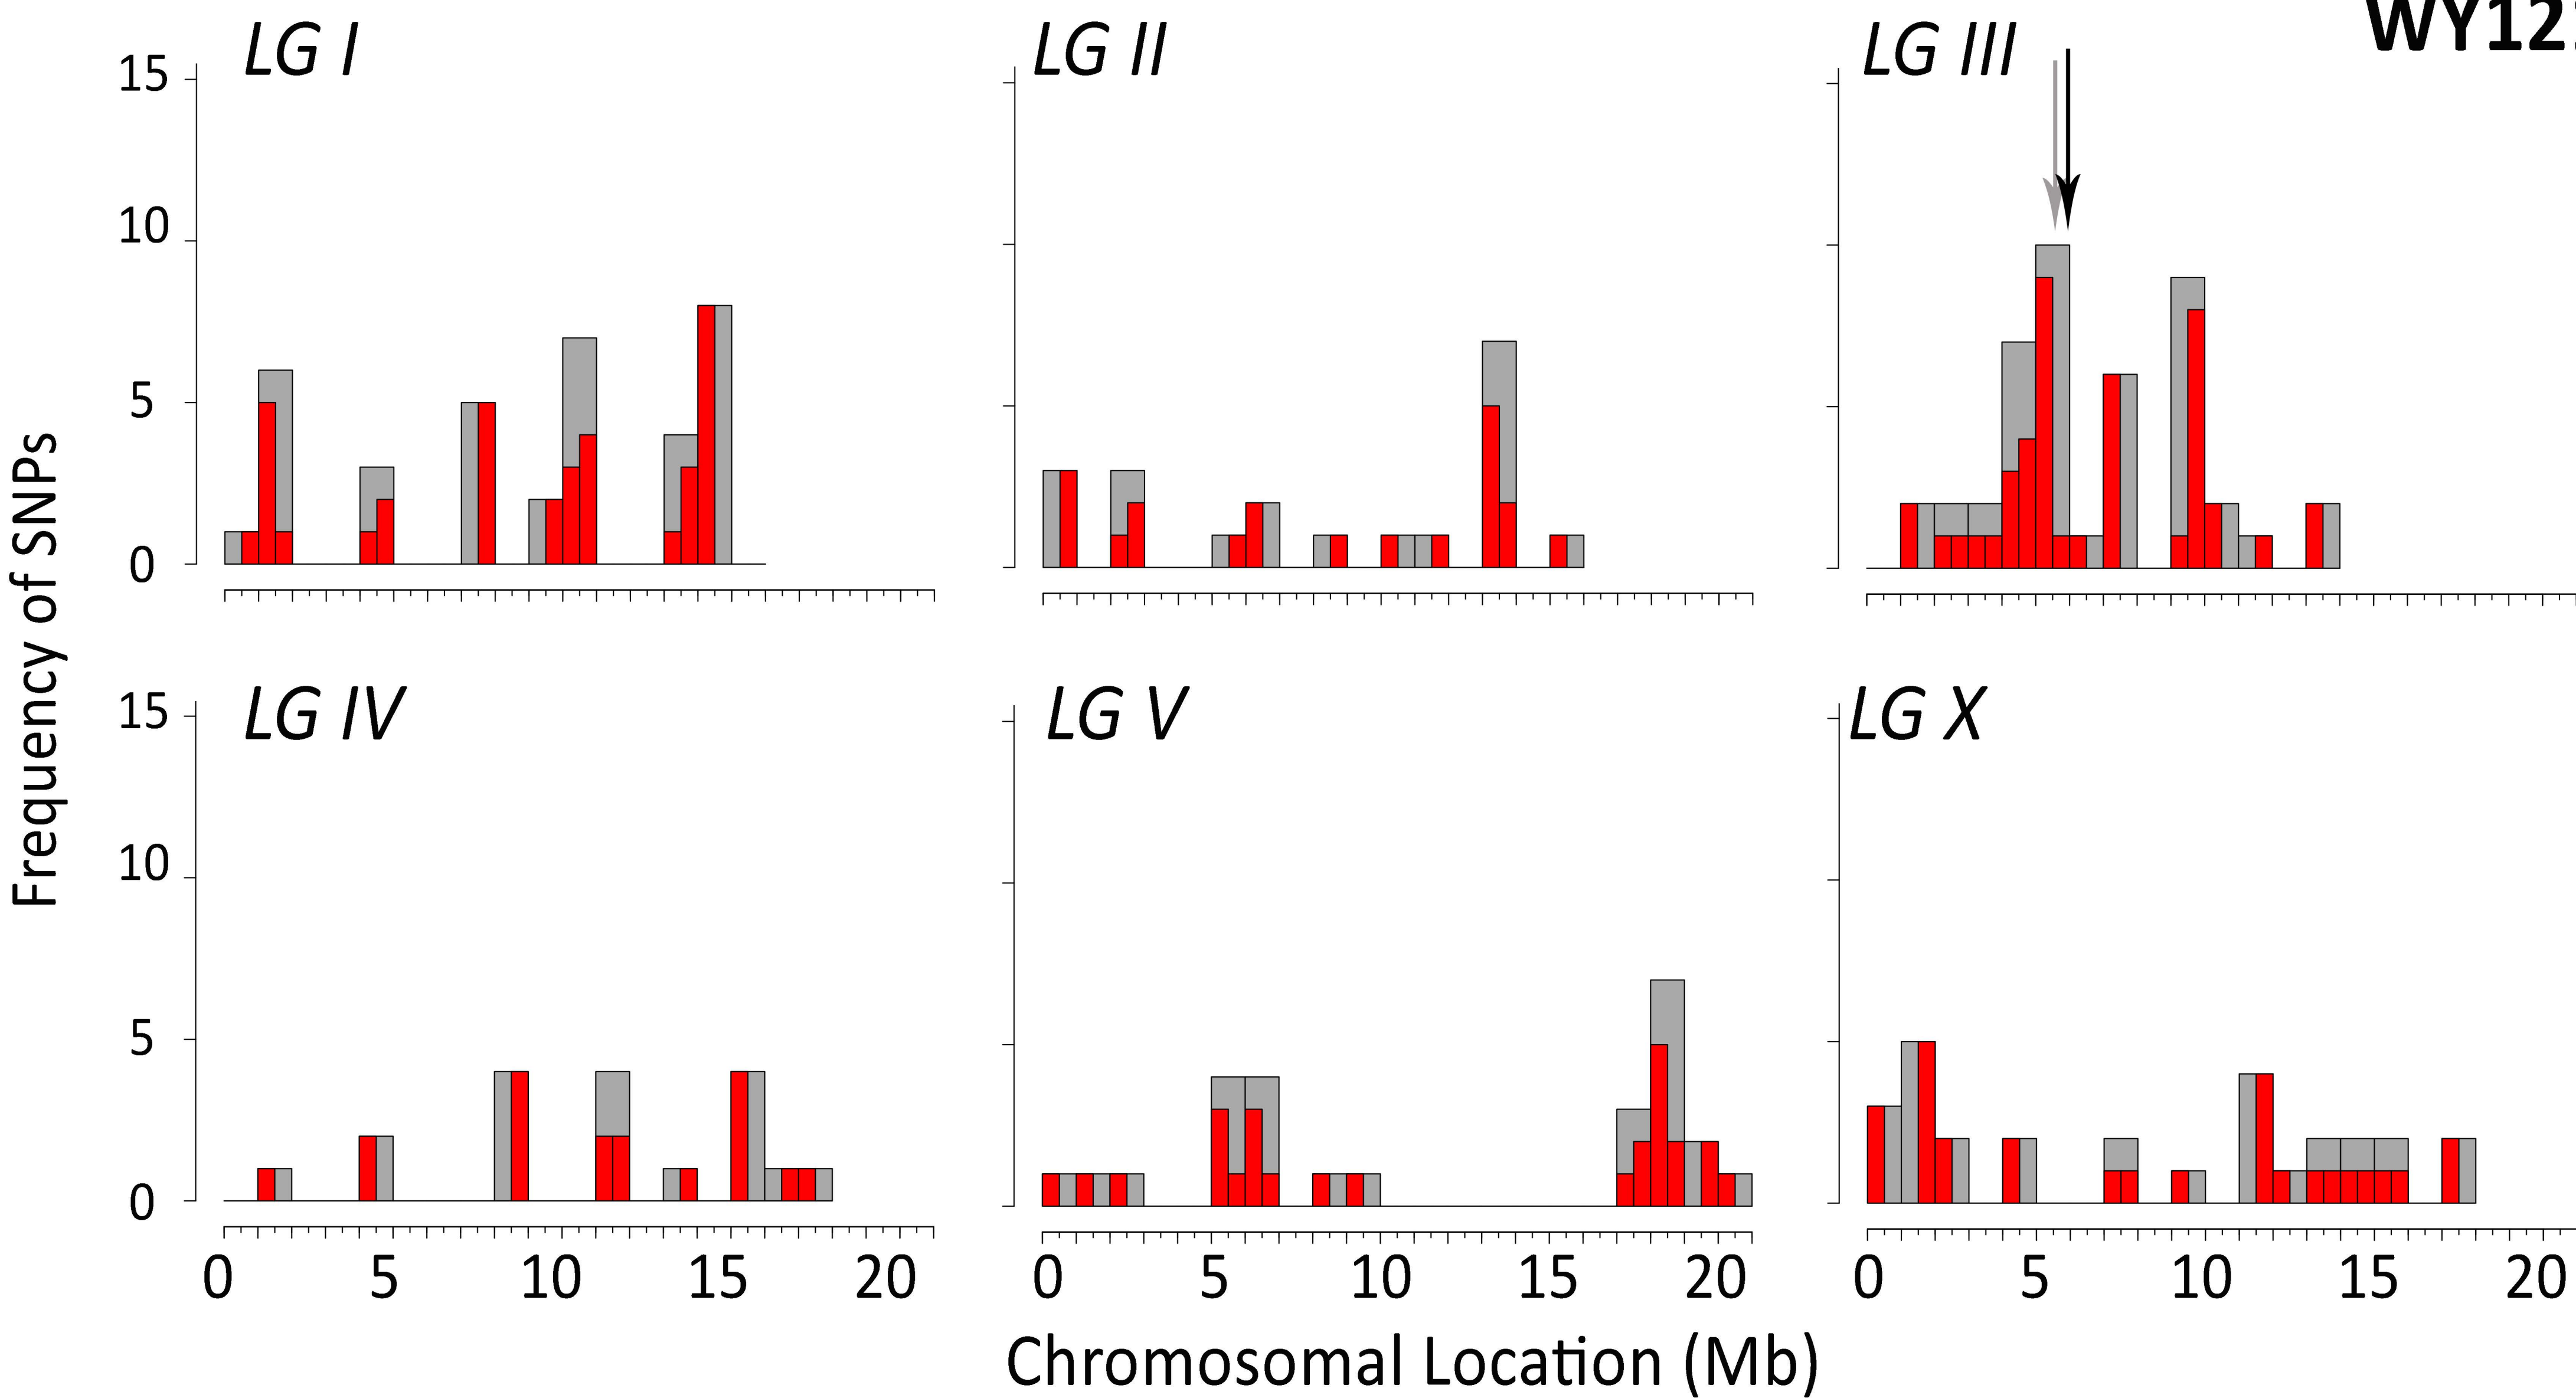 LG I
LG II
LG III
WY12
15
10
5
0
Frequency of SNPs
LG IV
LG V
LG X
15
10
5
0
0 5 10 15 20
0 5 10 15 20
0 5 10 15 20
Chromosomal Location (Mb)